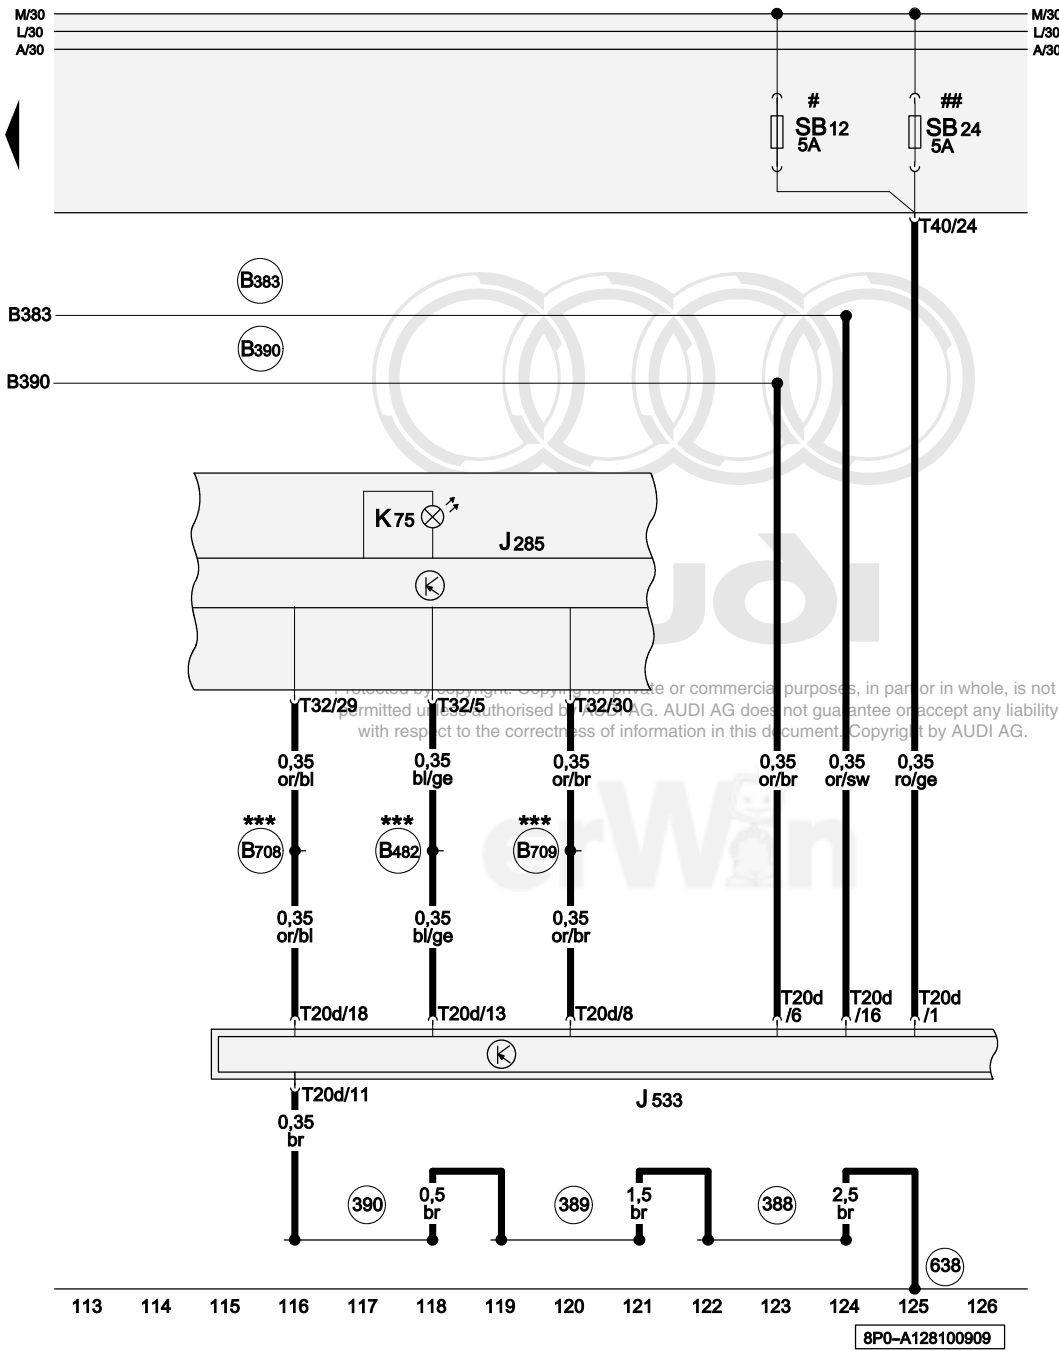 M/30 M/30
L/30 L/30
A/30 A/30
# ##
SB12 SB24
5A 5A
T40/24
B383
B383
B390
B390
K75
J285
AUDI
Protected by copyright. Copying for private or commercial purposes, in part or in whole, is not
permitted unless authorised by AUDI AG. AUDI AG does not guarantee or accept any liability
with respect to the correctness of information in this document. Copyright by AUDI AG.
T32/29 T32/5 T32/30
0,35 0,35 0,35 0,35 0,35 0,35
or/bl bl/ge or/br or/br or/sw ro/ge
*** *** ***
B708 B482 B709
erWin
0,35 0,35 0,35
or/bl bl/ge or/br
T20d T20d T20d
T20d/18 T20d/13 T20d/8 /6 /16 /1
T20d/11
J533
0,35
br
390 0,5 389 1,5 388 2,5
br br br
638
113 114 115 116 117 118 119 120 121 122 123 124 125 126
8P0-A128100909